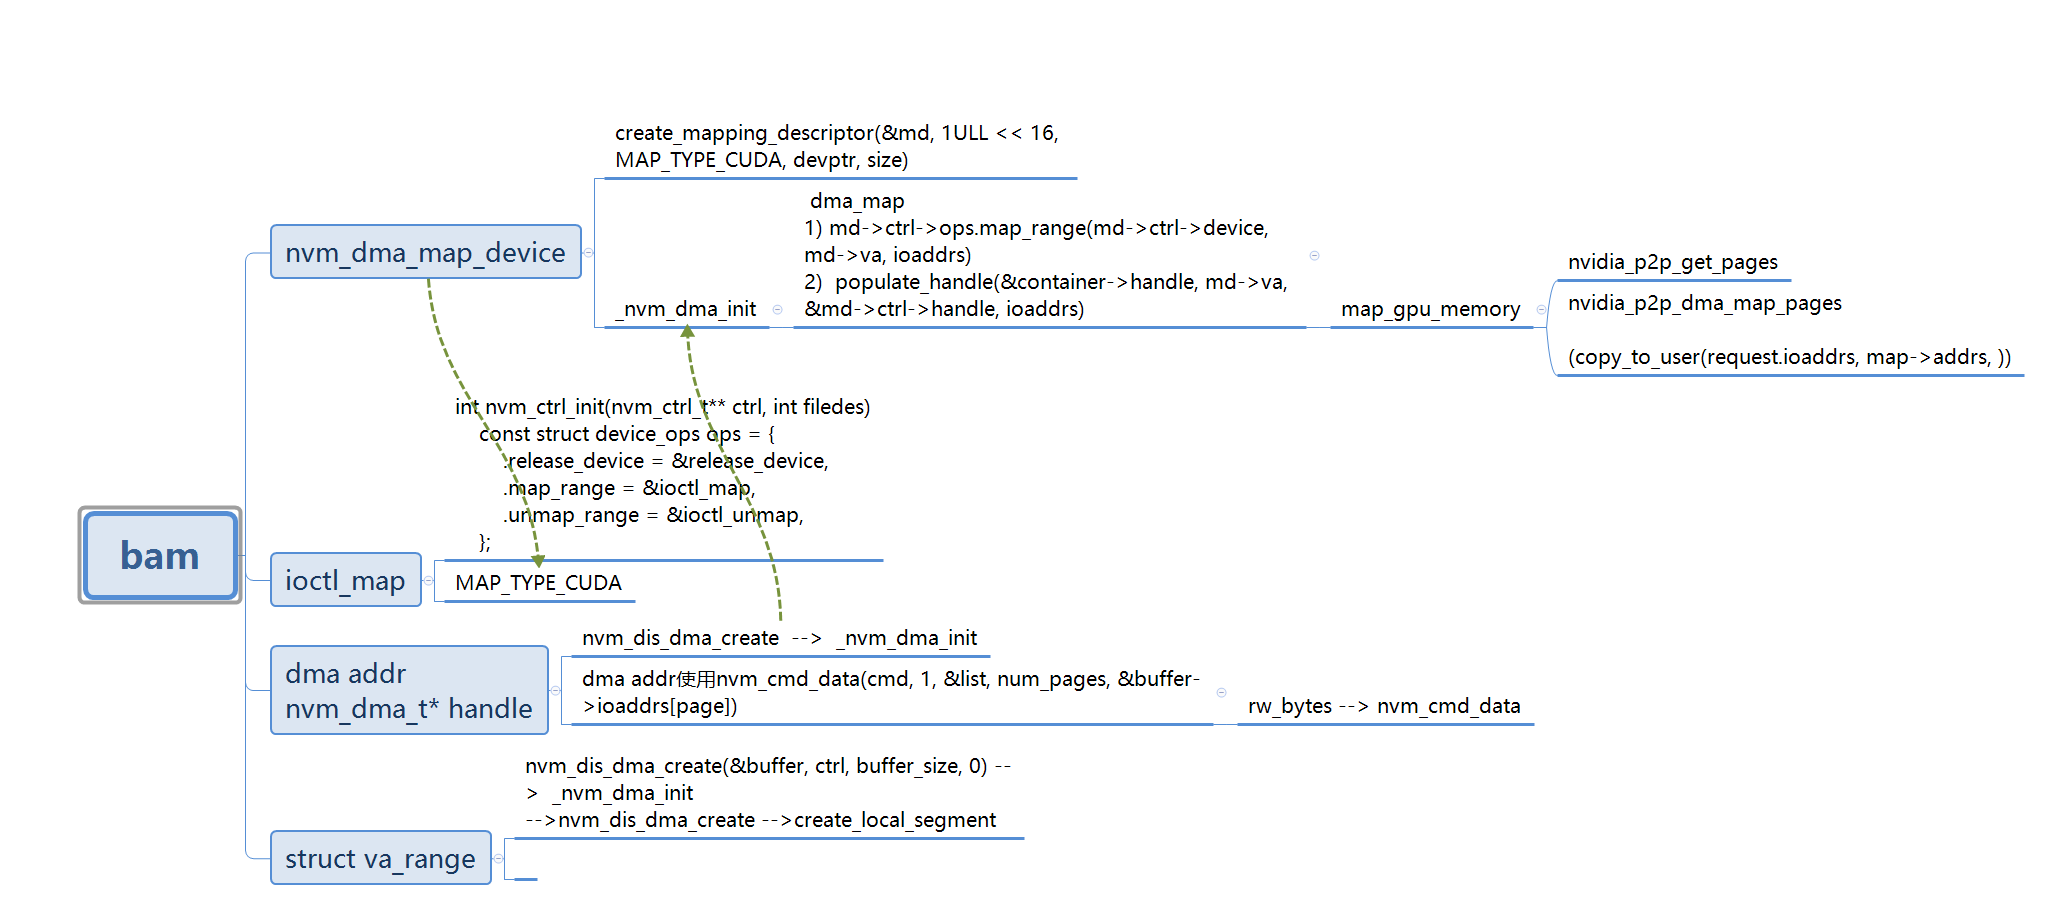 bam
nvm_dma_map_device
create_mapping_descriptor(&md, 1ULL << 16,
MAP_TYPE_CUDA, devptr, size)
_nvm_dma_init
dma_map
1) md->ctrl->ops.map_range(md->ctrl->device,
md->va, ioaddrs)
2)  populate_handle(&container->handle, md->va,
&md->ctrl->handle, ioaddrs)
map_gpu_memory
nvidia_p2p_get_pages
nvidia_p2p_dma_map_pages
(copy_to_user(request.ioaddrs, map->addrs, ))
ioctl_map
int nvm_ctrl_init(nvm_ctrl_t** ctrl, int filedes)
const struct device_ops ops = {
.release_device = &release_device,
.map_range = &ioctl_map,
.unmap_range = &ioctl_unmap,
};
MAP_TYPE_CUDA
dma addr
nvm_dma_t* handle
nvm_dis_dma_create  -->  _nvm_dma_init
dma addr使用nvm_cmd_data(cmd, 1, &list, num_pages, &buffer-
>ioaddrs[page])
rw_bytes --> nvm_cmd_data
struct va_range
nvm_dis_dma_create(&buffer, ctrl, buffer_size, 0) --
>  _nvm_dma_init
-->nvm_dis_dma_create -->create_local_segment